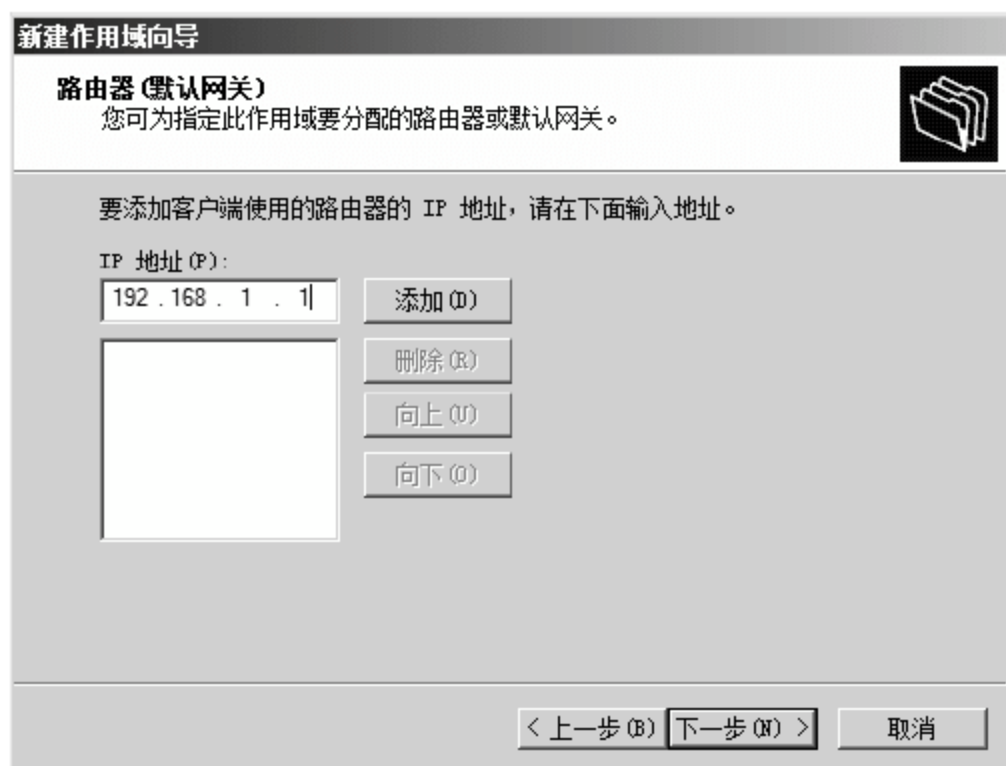 新建作用域向导
路由器(默认网关)
您可为指定此作用域要分配的路由器或默认网关。
要添加客户端使用的路由器的 IP 地址，请在下面输入地址。
IP 地址(P):
192 . 168 . 1 . 1
添加(D)
删除(R)
向上(U)
向下(O)
< 上一步(B) 下一步(N) > 取消